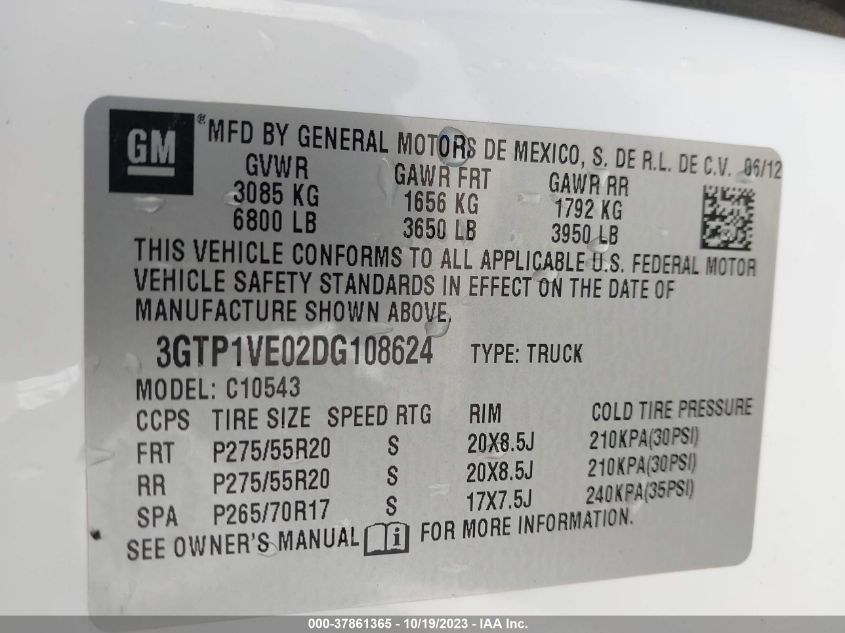 GM ® MFD BY GENERAL MOTORS DE MEXICO, S. DE R.L. DE C.V. 06/12
GVWR GAWR FRT GAWR RR
3085 KG 1656 KG 1792 KG
6800 LB 3650 LB 3950 LB
THIS VEHICLE CONFORMS TO ALL APPLICABLE U.S. FEDERAL MOTOR
VEHICLE SAFETY STANDARDS IN EFFECT ON THE DATE OF
MANUFACTURE SHOWN ABOVE.
3GTP1VE02DG108624 TYPE: TRUCK
MODEL: C10543
CCPS TIRE SIZE SPEED RTG RIM COLD TIRE PRESSURE
FRT P275/55R20 S 20X8.5J 210KPA(30PSI)
RR P275/55R20 S 20X8.5J 210KPA(30PSI)
SPA P265/70R17 S 17X7.5J 240KPA(35PSI)
SEE OWNER'S MANUAL i FOR MORE INFORMATION.
000-37861365 - 10/19/2023 - IAA Inc.